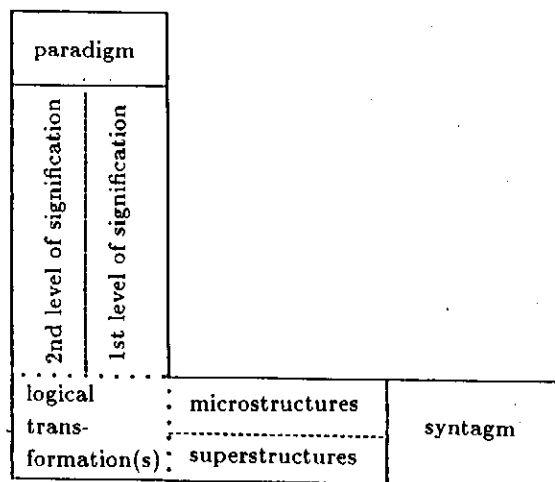 paradigm
2nd level of signification
1st level of signification
logical
trans-
formation(s)
microstructures
superstructures
syntagm